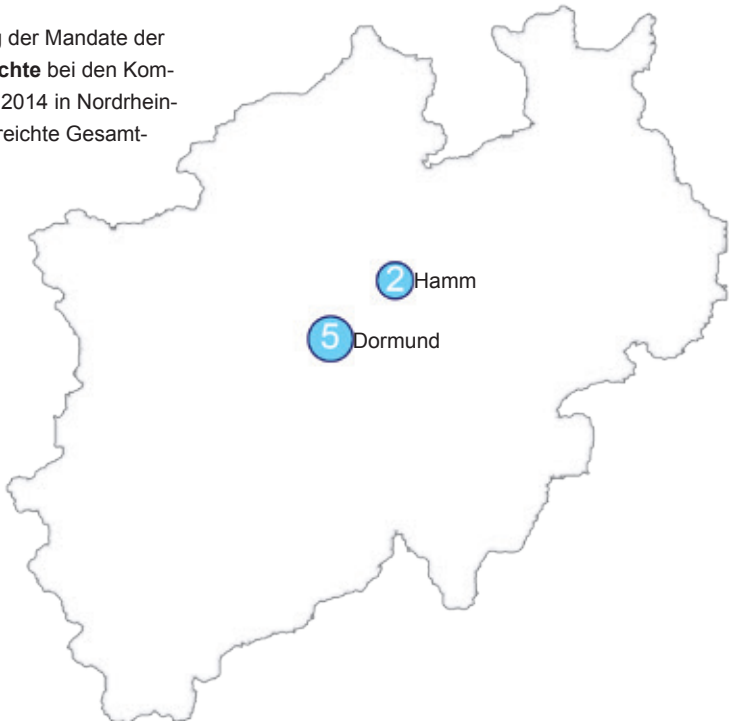 g der Mandate der
chte bei den Kom-
2014 in Nordrhein-
reichte Gesamt-
2 Hamm
5 Dormund